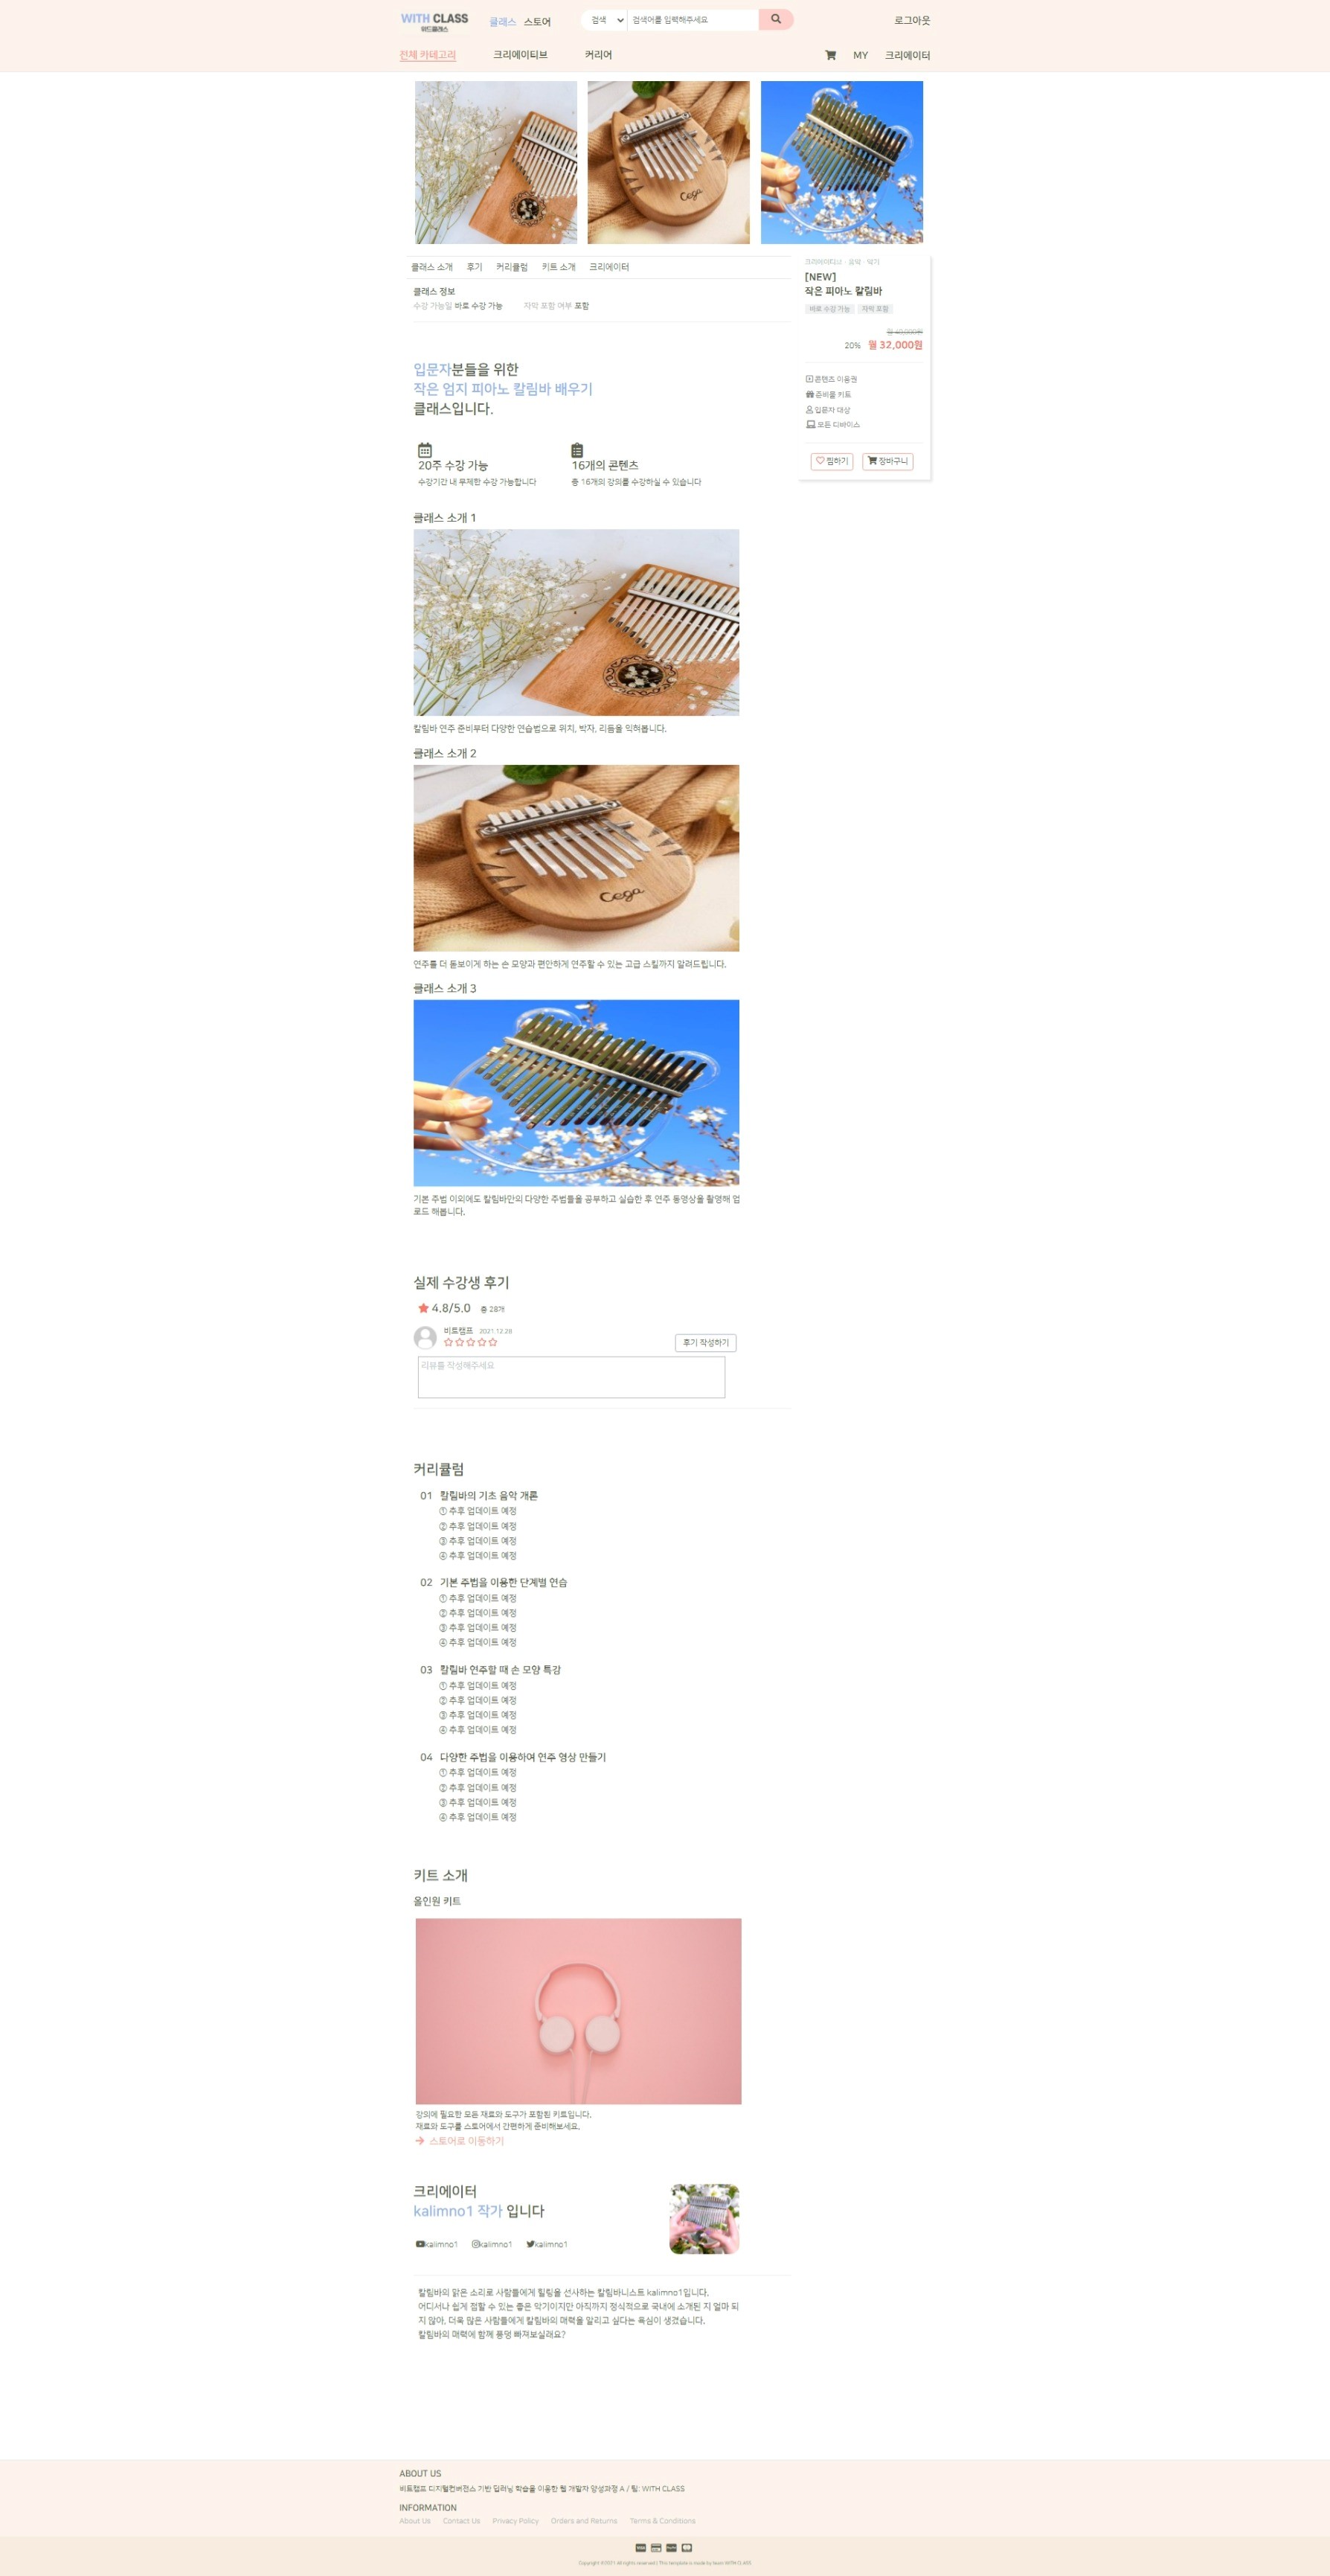 WITH CLASS
위드클래스
클래스 스토어
검색
검색어를 입력해주세요
로그아웃
전체 카테고리
크리에이티브
커리어
MY
크리에이터
Cega
클래스 소개 후기 커리큘럼 키트 소개 크리에이터
클래스 정보
수강 가능일 바로 수강 가능 자막 포함 여부 포함
크리에이티브 · 음악 · 악기
[NEW]
작은 피아노 칼림바
바로 수강 가능 자막 포함
월 40,000원
20% 월 32,000원
콘텐츠 이용권
준비물 키트
입문자 대상
모든 디바이스
찜하기 장바구니
입문자분들을 위한
작은 엄지 피아노 칼림바 배우기
클래스입니다.
20주 수강 가능
수강기간 내 무제한 수강 가능합니다
16개의 콘텐츠
총 16개의 강의를 수강하실 수 있습니다
클래스 소개 1
칼림바 연주 준비부터 다양한 연습법으로 위치, 박자, 리듬을 익혀봅니다.
클래스 소개 2
Cega
연주를 더 돋보이게 하는 손 모양과 편안하게 연주할 수 있는 고급 스킬까지 알려드립니다.
클래스 소개 3
기본 주법 이외에도 칼림바만의 다양한 주법들을 공부하고 실습한 후 연주 동영상을 촬영해 업
로드 해봅니다.
실제 수강생 후기
4.8/5.0 총 28개
비트캠프 2021.12.28
후기 작성하기
리뷰를 작성해주세요
커리큘럼
01 칼림바의 기초 음악 개론
① 추후 업데이트 예정
② 추후 업데이트 예정
③ 추후 업데이트 예정
④ 추후 업데이트 예정
02 기본 주법을 이용한 단계별 연습
① 추후 업데이트 예정
② 추후 업데이트 예정
③ 추후 업데이트 예정
④ 추후 업데이트 예정
03 칼림바 연주할 때 손 모양 특강
① 추후 업데이트 예정
② 추후 업데이트 예정
③ 추후 업데이트 예정
④ 추후 업데이트 예정
04 다양한 주법을 이용하여 연주 영상 만들기
① 추후 업데이트 예정
② 추후 업데이트 예정
③ 추후 업데이트 예정
④ 추후 업데이트 예정
키트 소개
올인원 키트
강의에 필요한 모든 재료와 도구가 포함된 키트입니다.
재료와 도구를 스토어에서 간편하게 준비해보세요.
스토어로 이동하기
크리에이터
kalimno1 작가 입니다
kalimno1 kalimno1 kalimno1
칼림바의 맑은 소리로 사람들에게 힐링을 선사하는 칼림바니스트 kalimno1입니다.
어디서나 쉽게 접할 수 있는 좋은 악기이지만 아직까지 정식적으로 국내에 소개된 지 얼마 되
지 않아, 더욱 많은 사람들에게 칼림바의 매력을 알리고 싶다는 욕심이 생겼습니다.
칼림바의 매력에 함께 풍덩 빠져보실래요?
ABOUT US
비트캠프 디지털컨버전스 기반 딥러닝 학습을 이용한 웹 개발자 양성과정 A / 팀: WITH CLASS
INFORMATION
About Us Contact Us Privacy Policy Orders and Returns Terms & Conditions
Copyright ©2021 All rights reserved | This template is made by team WITH CLASS